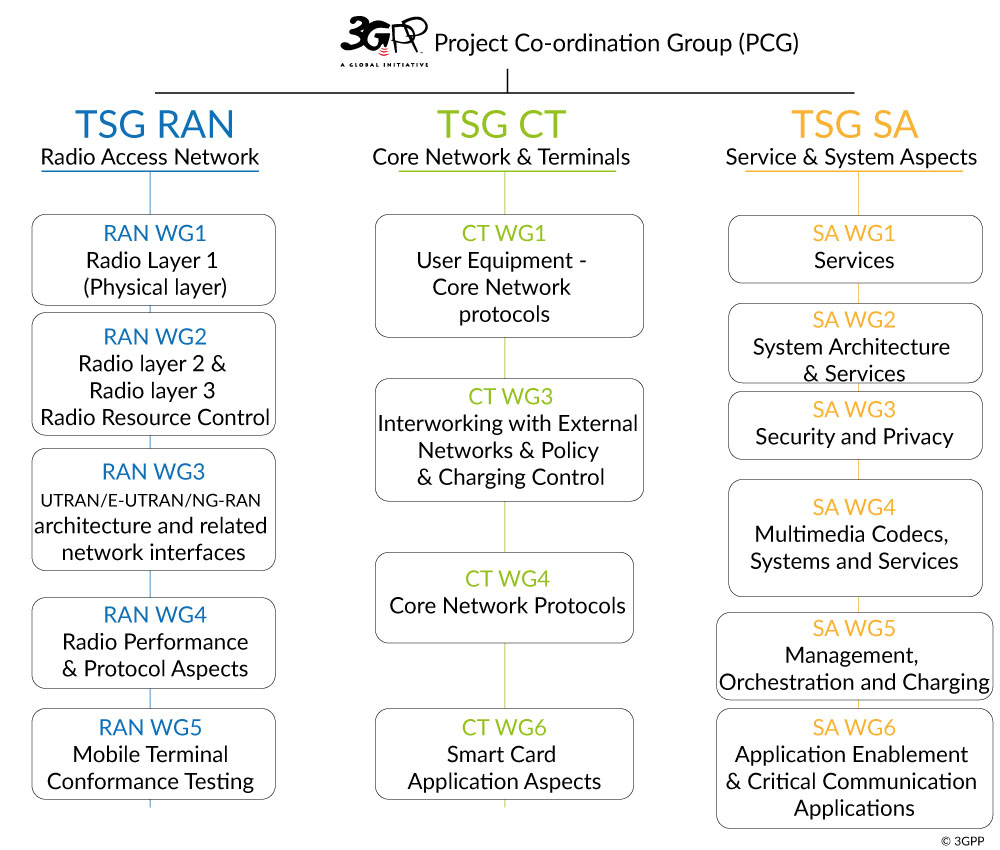 3GPP
A GLOBAL INITIATIVE
Project Co-ordination Group (PCG)
TSG RAN
Radio Access Network
RAN WG1
Radio Layer 1
(Physical layer)
RAN WG2
Radio layer 2 &
Radio layer 3
Radio Resource Control
RAN WG3
UTRAN/E-UTRAN/NG-RAN
architecture and related
network interfaces
RAN WG4
Radio Performance
& Protocol Aspects
RAN WG5
Mobile Terminal
Conformance Testing
TSG CT
Core Network & Terminals
CT WG1
User Equipment -
Core Network
protocols
CT WG3
Interworking with External
Networks & Policy
& Charging Control
CT WG4
Core Network Protocols
CT WG6
Smart Card
Application Aspects
TSG SA
Service & System Aspects
SA WG1
Services
SA WG2
System Architecture
& Services
SA WG3
Security and Privacy
SA WG4
Multimedia Codecs,
Systems and Services
SA WG5
Management,
Orchestration and Charging
SA WG6
Application Enablement
& Critical Communication
Applications
© 3GPP